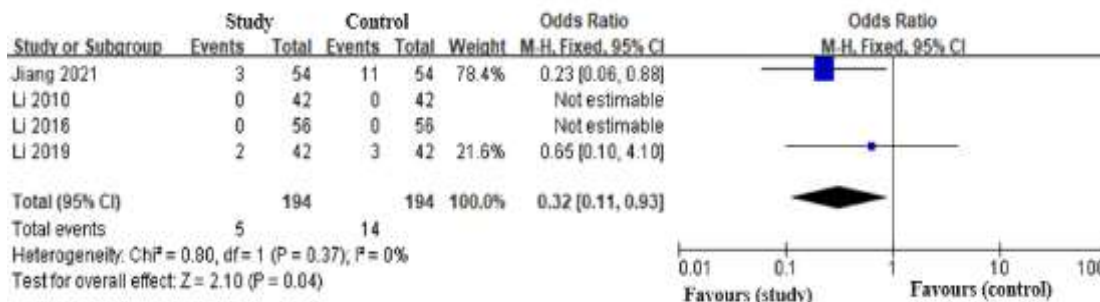 Study Control Odds Ratio Odds Ratio
Study or Subgroup Events Total Events Total Weight M-H, Fixed, 95% CI M-H, Fixed, 95% CI
Jiang 2021 3 54 11 54 78.4% 0.23 [0.06, 0.88]
Li 2010 0 42 0 42 Not estimable
Li 2016 0 56 0 56 Not estimable
Li 2019 2 42 3 42 21.6% 0.65 [0.10, 4.10]
Total (95% CI) 194 194 100.0% 0.32 [0.11, 0.93]
Total events 5 14
Heterogeneity: Chi² = 0.80, df = 1 (P = 0.37); I² = 0%
Test for overall effect: Z = 2.10 (P = 0.04)
0.01 0.1 1 10 100
Favours (study) Favours (control)